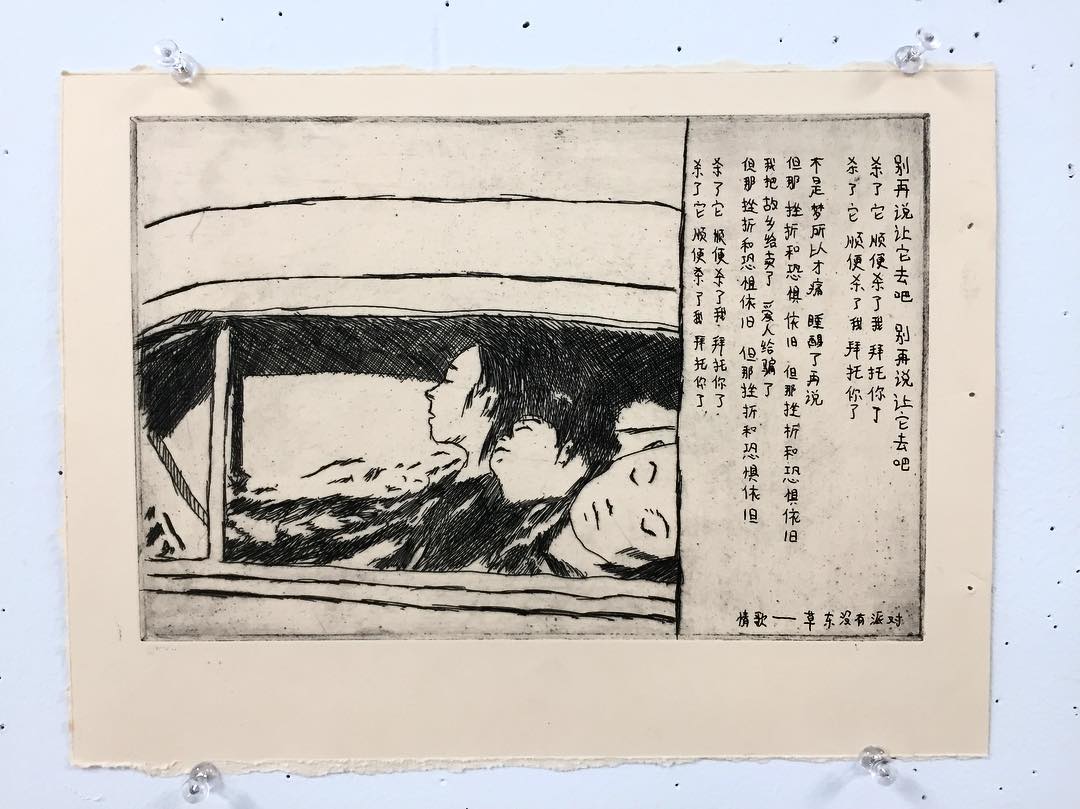 别再说让它去吧 别再说让它去吧
杀了它 顺便杀了我 拜托你了
杀了它 顺便杀了我 拜托你了
不是梦所以才痛 睡醒了再说
但那 挫折和恐惧 依旧 但那挫折和恐惧依旧
我把故乡给卖了 爱人给骗了
但那挫折和恐惧依旧 但那挫折和恐惧依旧
杀了它 顺便杀了我. 拜托你了.
杀了它 顺便杀了我 拜托你了.
情歌——草东没有派对